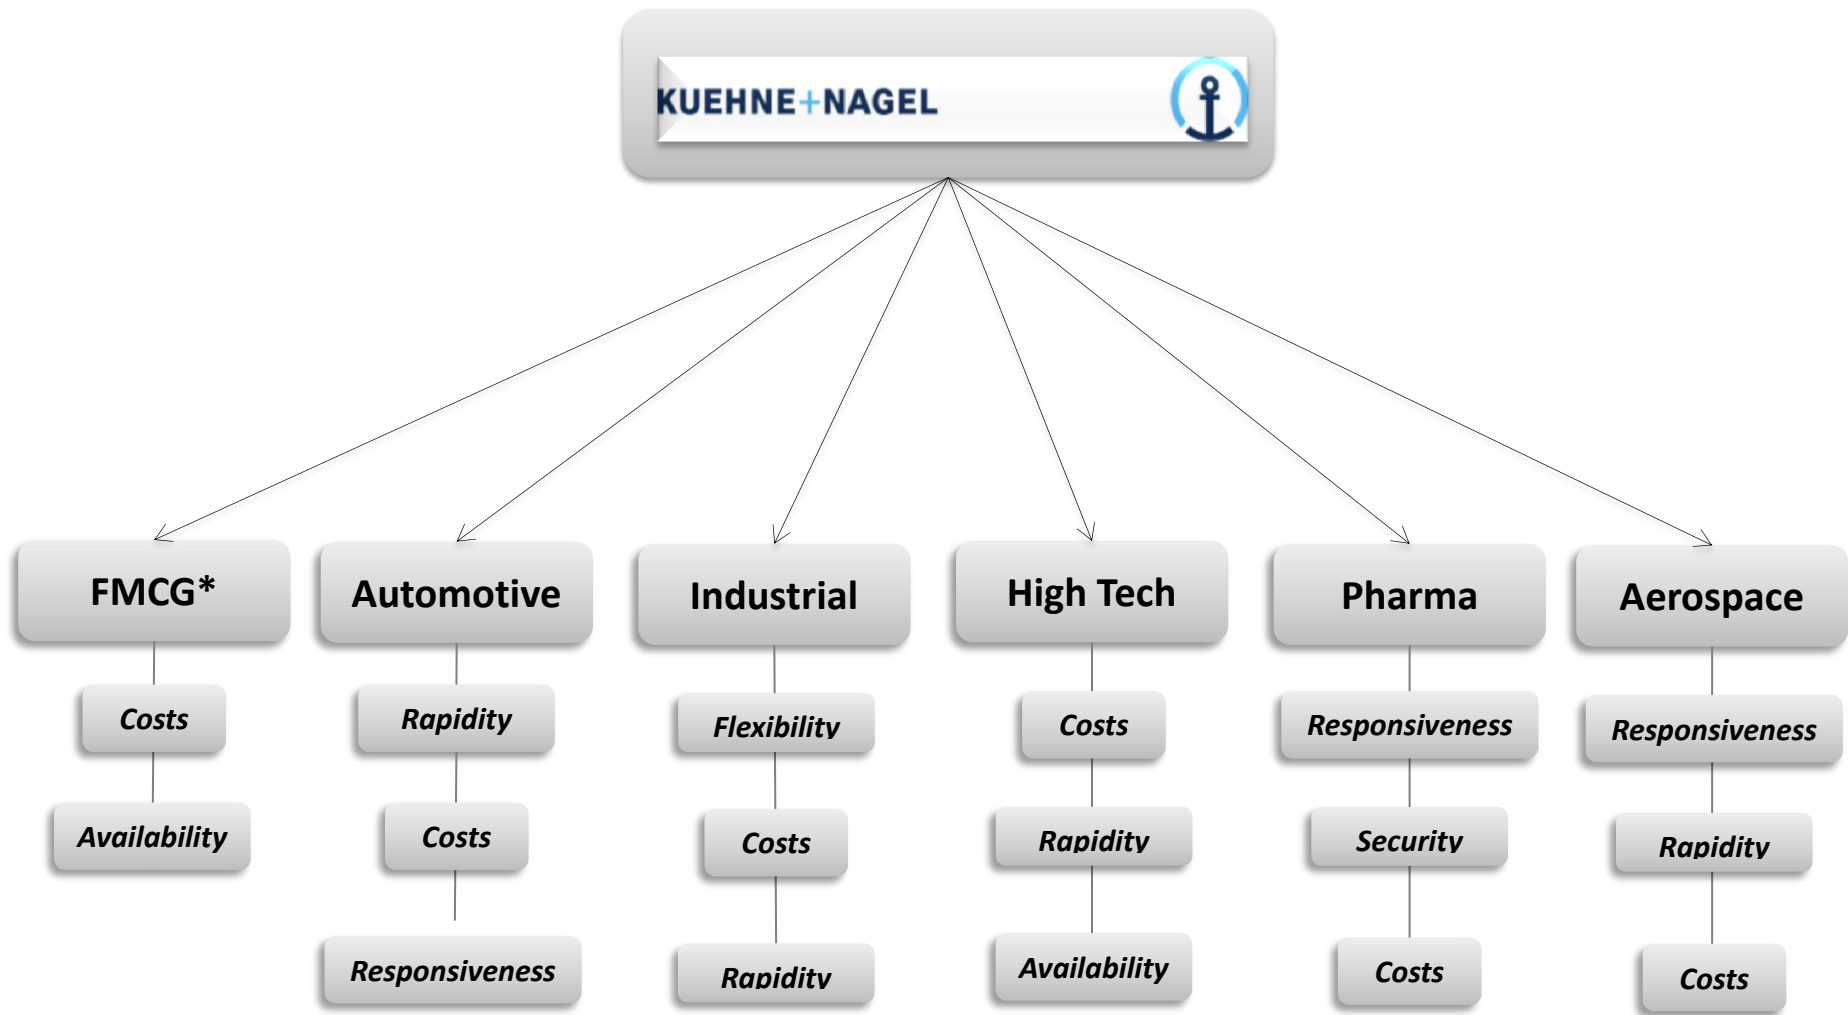 KUEHNE+NAGEL
FMCG*
Automotive
Industrial
High Tech
Pharma
Aerospace
Costs
Rapidity
Flexibility
Costs
Responsiveness
Responsiveness
Availability
Costs
Costs
Rapidity
Security
Rapidity
Responsiveness
Rapidity
Availability
Costs
Costs